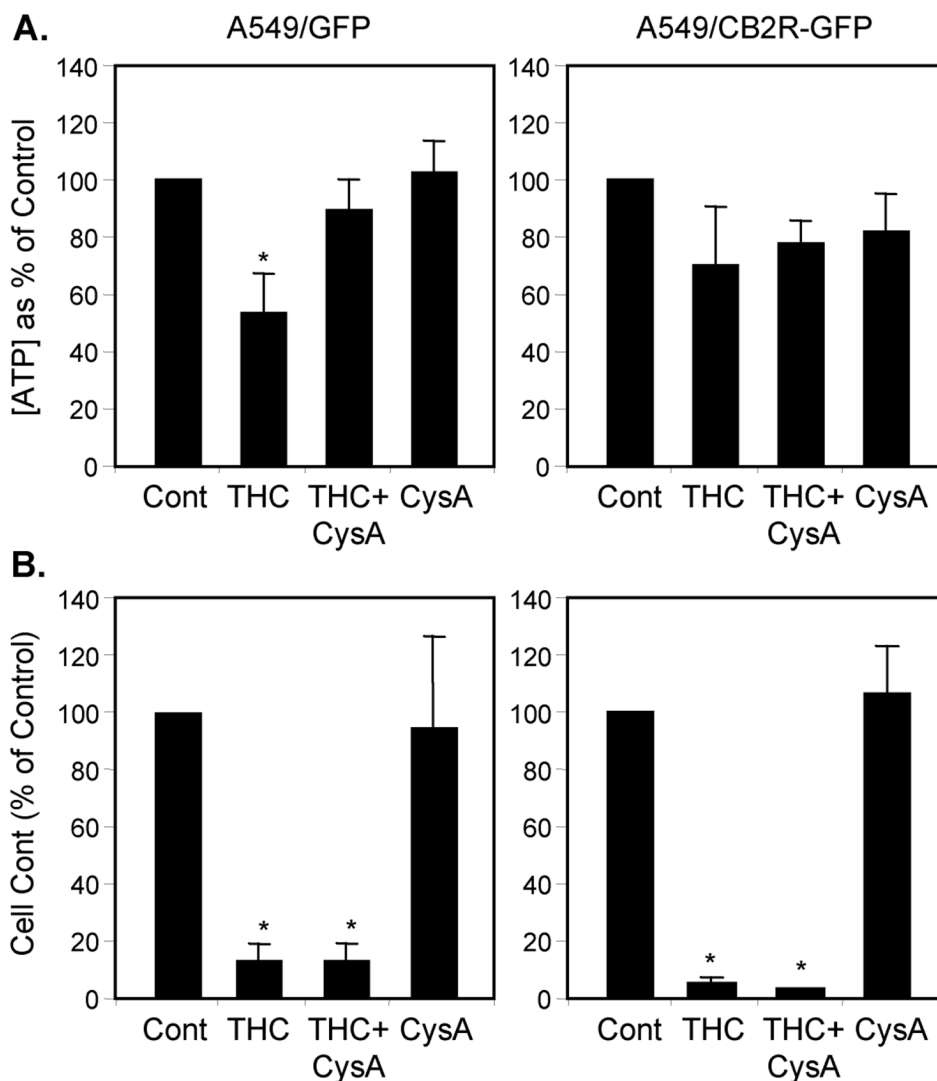 A.
A549/GFP
A549/CB2R-GFP
[ATP] as % of Control
140
120
100
80
60
40
20
0
*
Cont THC THC+ CysA
CysA
140
120
100
80
60
40
20
0
Cont THC THC+ CysA
CysA
B.
Cell Cont (% of Control)
140
120
100
80
60
40
20
0
* *
Cont THC THC+ CysA
CysA
140
120
100
80
60
40
20
0
* *
Cont THC THC+ CysA
CysA